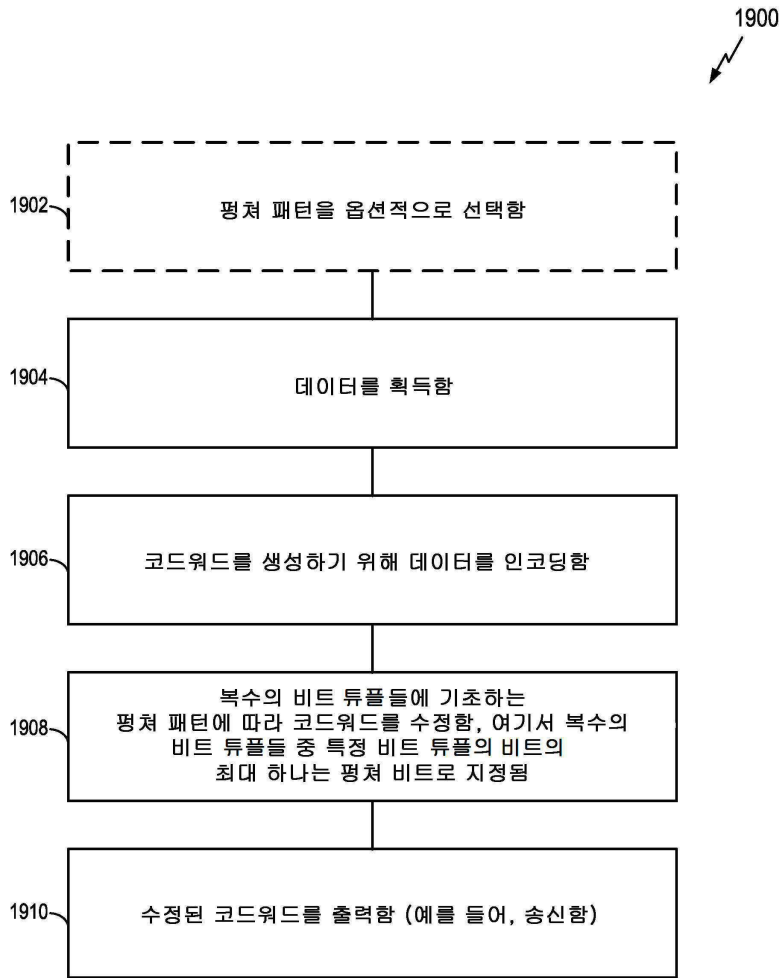 1900
1902
펑쳐 패턴을 옵션적으로 선택함
1904
데이터를 획득함
1906
코드워드를 생성하기 위해 데이터를 인코딩함
1908
복수의 비트 튜플들에 기초하는
펑쳐 패턴에 따라 코드워드를 수정함, 여기서 복수의
비트 튜플들 중 특정 비트 튜플의 비트의
최대 하나는 펑쳐 비트로 지정됨
1910
수정된 코드워드를 출력함 (예를 들어, 송신함)